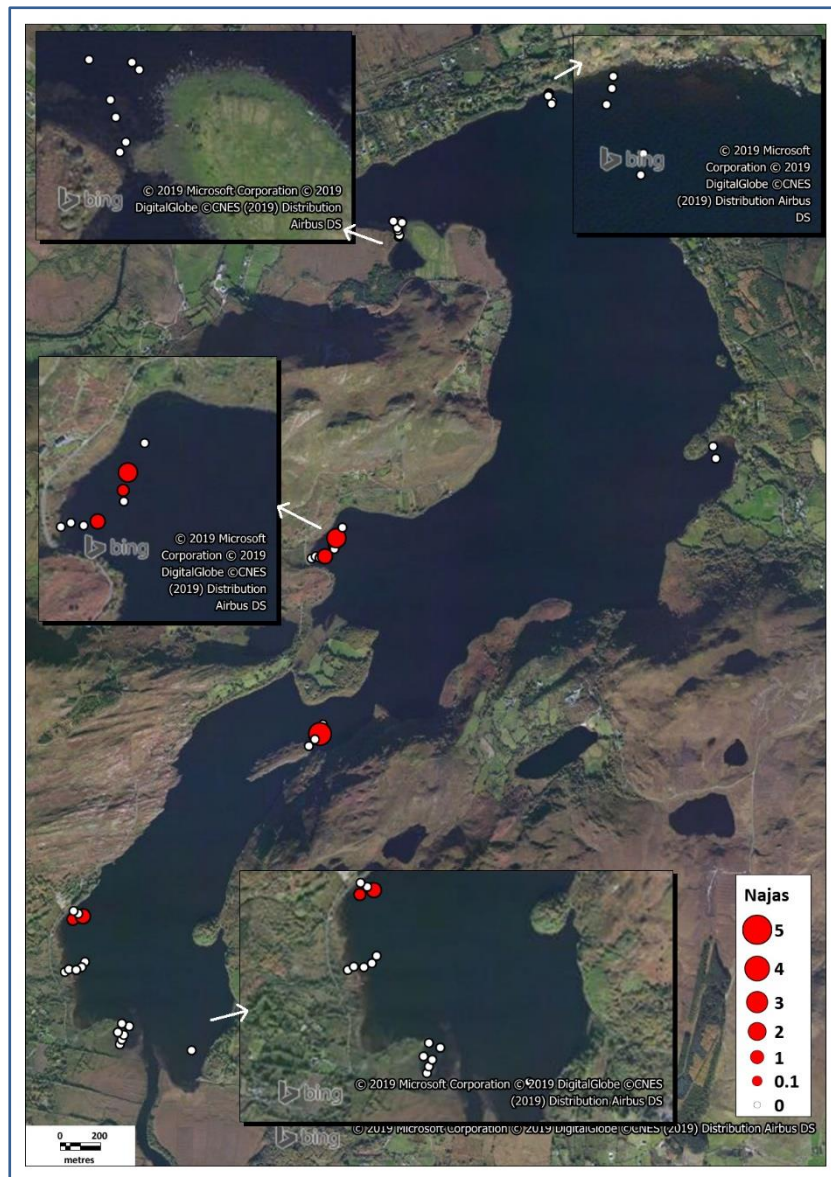 bing
© 2019 Microsoft Corporation © 2019
DigitalGlobe ©CNES (2019) Distribution
Airbus DS
bing
© 2019 Microsoft
Corporation © 2019
DigitalGlobe ©CNES
(2019) Distribution Airbus
DS
bing
© 2019 Microsoft
Corporation © 2019
DigitalGlobe ©CNES
(2019) Distribution
Airbus DS
Najas
5
4
3
2
1
0.1
0
bing
© 2019 Microsoft Corporation © 2019 DigitalGlobe ©CNES
(2019) Distribution Airbus DS
bing
© 2019 Microsoft Corporation © 2019 DigitalGlobe ©CNES (2019) Distribution Airbus DS
0 200
metres